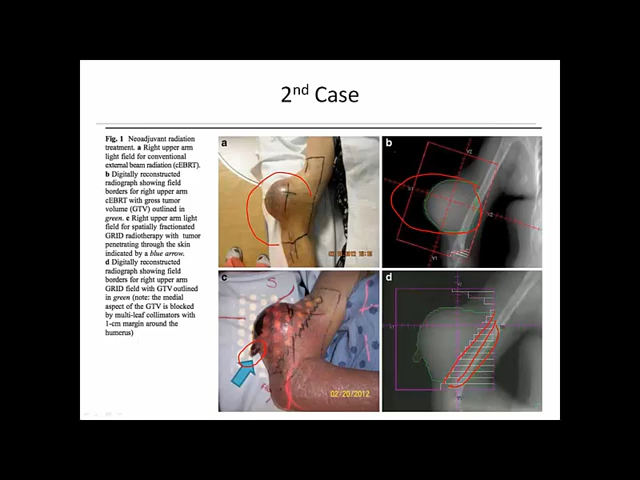 2nd Case
Fig. 1 Neoadjuvant radiation
treatment. a Right upper arm
light field for conventional
external beam radiation (cEBRT).
b Digitally reconstructed
radiograph showing field
borders for right upper arm
cEBRT with gross tumor
volume (GTV) outlined in
green. c Right upper arm light
field for spatially fractionated
GRID radiotherapy with tumor
penetrating through the skin
indicated by a blue arrow.
d Digitally reconstructed
radiograph showing field
borders for right upper arm
GRID field with GTV outlined
in green (note: the medial
aspect of the GTV is blocked
by multi-leaf collimators with
1-cm margin around the
humerus)
a
b
c
S
02/20/2012
d